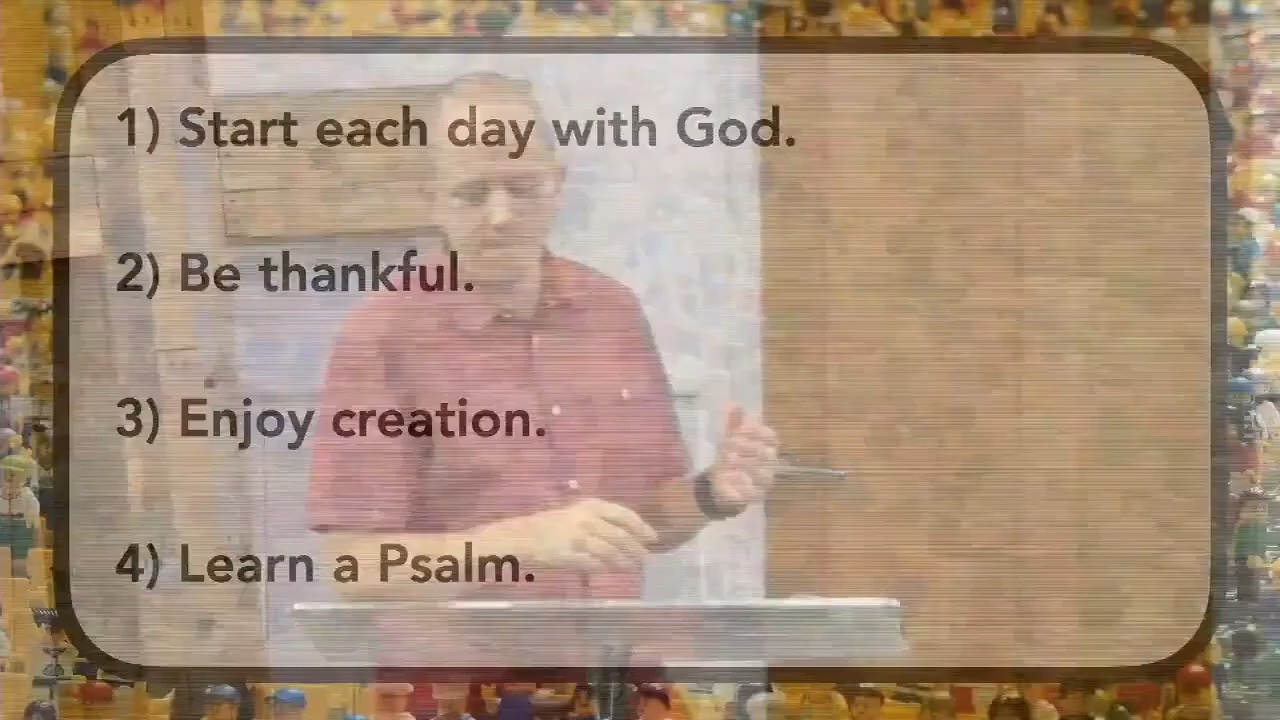 1) Start each day with God.
2) Be thankful.
3) Enjoy creation.
4) Learn a Psalm.